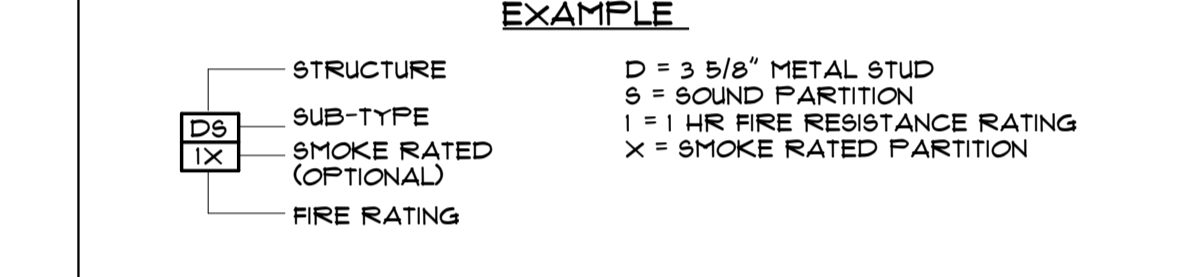 EXAMPLE
STRUCTURE
SUB-TYPE
DS
1X
SMOKE RATED
(OPTIONAL)
FIRE RATING
D = 3 5/8" METAL STUD
S = SOUND PARTITION
1 = 1 HR FIRE RESISTANCE RATING
X = SMOKE RATED PARTITION